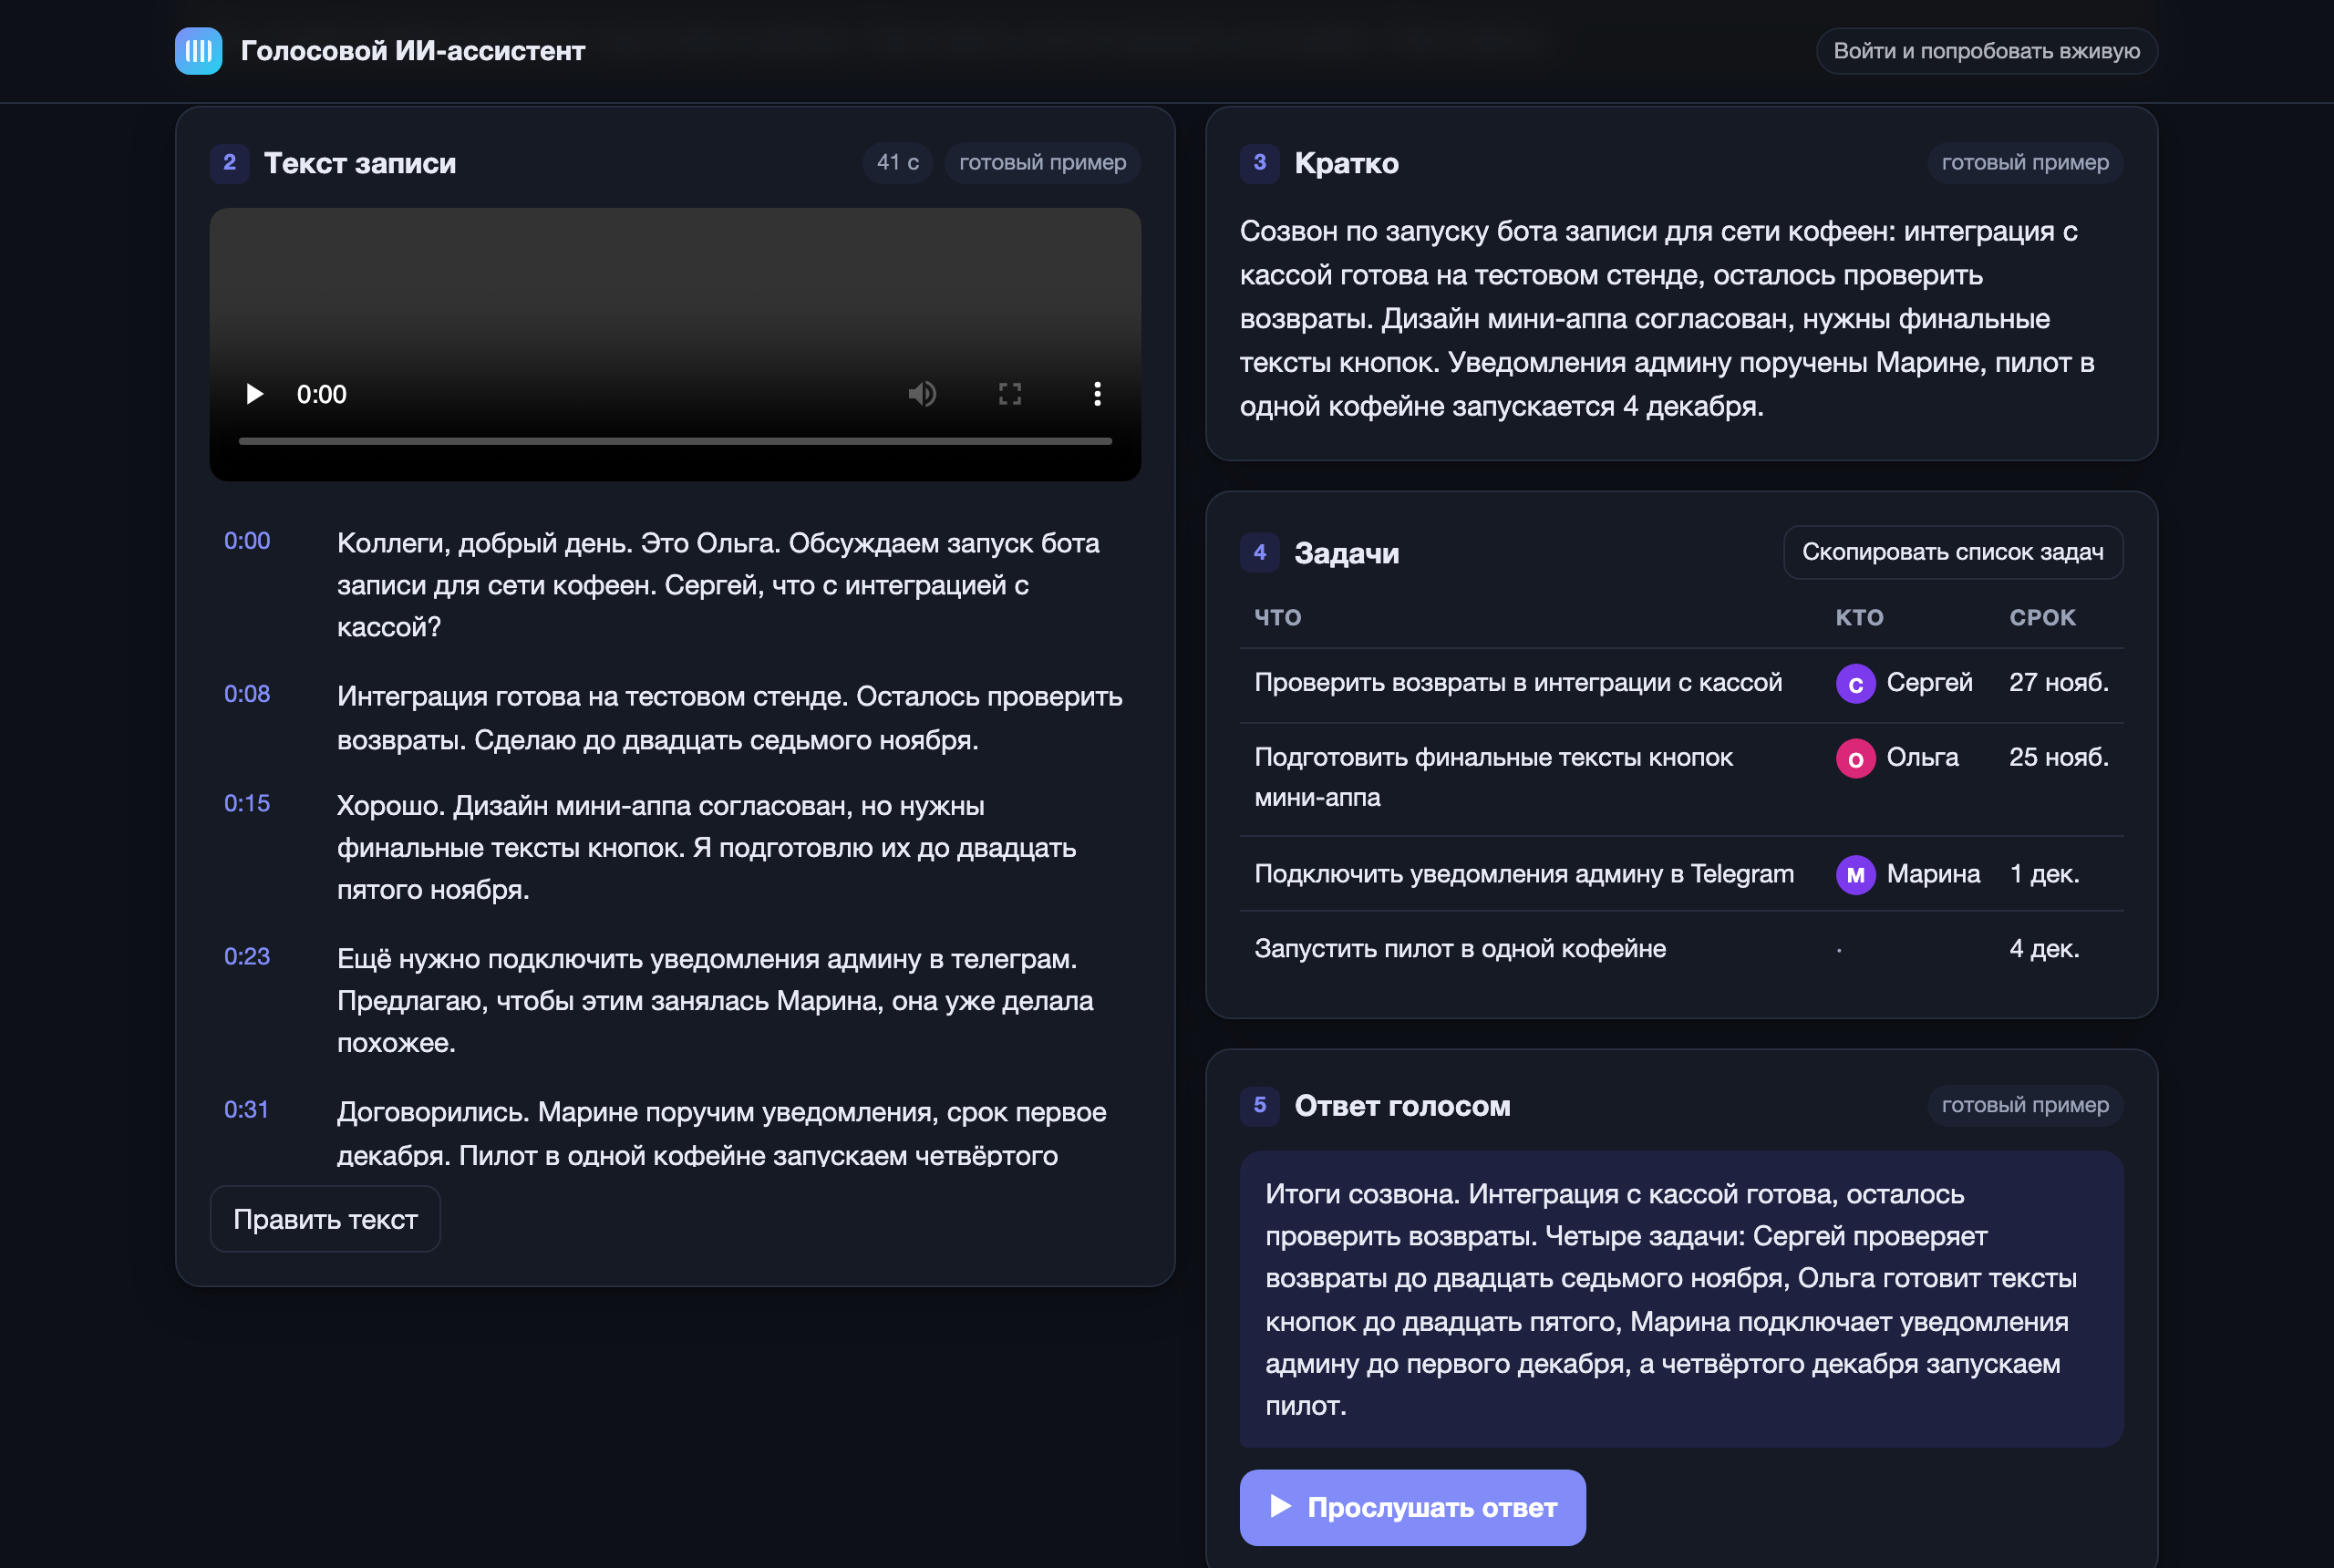 Голосовой ИИ-ассистент
Войти и попробовать вживую
2
Текст записи
41 с
готовый пример
0:00
0:00
Коллеги, добрый день. Это Ольга. Обсуждаем запуск бота
записи для сети кофеен. Сергей, что с интеграцией с
кассой?
0:08
Интеграция готова на тестовом стенде. Осталось проверить
возвраты. Сделаю до двадцать седьмого ноября.
0:15
Хорошо. Дизайн мини-аппа согласован, но нужны
финальные тексты кнопок. Я подготовлю их до двадцать
пятого ноября.
0:23
Ещё нужно подключить уведомления админу в телеграм.
Предлагаю, чтобы этим занялась Марина, она уже делала
похожее.
0:31
Договорились. Марине поручим уведомления, срок первое
декабря. Пилот в одной кофейне запускаем четвёртого
Править текст
3
Кратко
готовый пример
Созвон по запуску бота записи для сети кофеен: интеграция с
кассой готова на тестовом стенде, осталось проверить
возвраты. Дизайн мини-аппа согласован, нужны финальные
тексты кнопок. Уведомления админу поручены Марине, пилот в
одной кофейне запускается 4 декабря.
4
Задачи
Скопировать список задач
ЧТО
КТО
СРОК
Проверить возвраты в интеграции с кассой
С
Сергей
27 нояб.
Подготовить финальные тексты кнопок
мини-аппа
О
Ольга
25 нояб.
Подключить уведомления админу в Telegram
М
Марина
1 дек.
Запустить пилот в одной кофейне
·
4 дек.
5
Ответ голосом
готовый пример
Итоги созвона. Интеграция с кассой готова, осталось
проверить возвраты. Четыре задачи: Сергей проверяет
возвраты до двадцать седьмого ноября, Ольга готовит тексты
кнопок до двадцать пятого, Марина подключает уведомления
админу до первого декабря, а четвёртого декабря запускаем
пилот.
Прослушать ответ